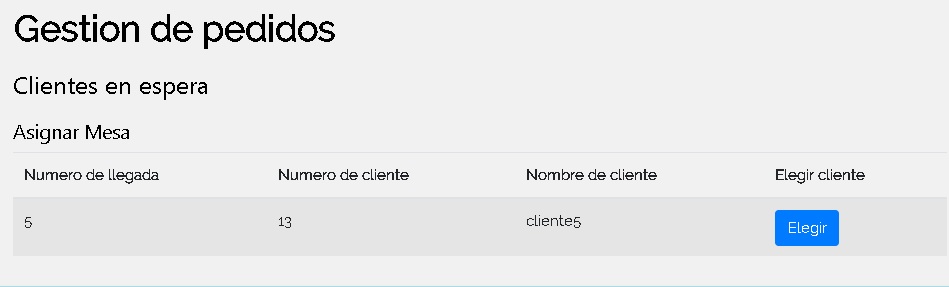 Gestion de pedidos
Clientes en espera
Asignar Mesa
Numero de llegada Numero de cliente Nombre de cliente Elegir cliente
5 13 cliente5 Elegir